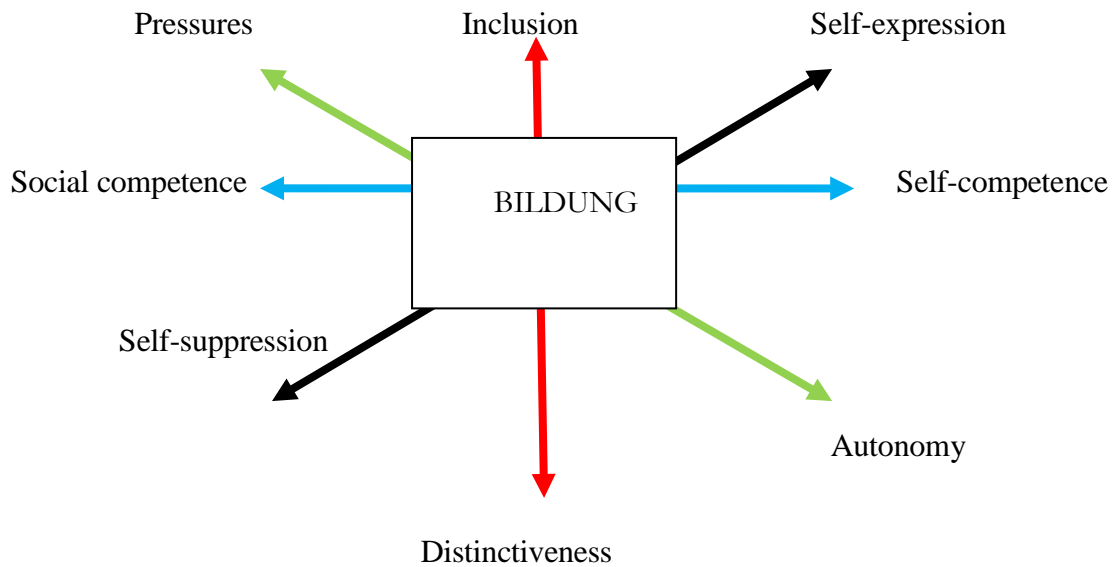 Pressures
Inclusion
Self-expression
Social competence
BILDUNG
Self-competence
Self-suppression
Autonomy
Distinctiveness